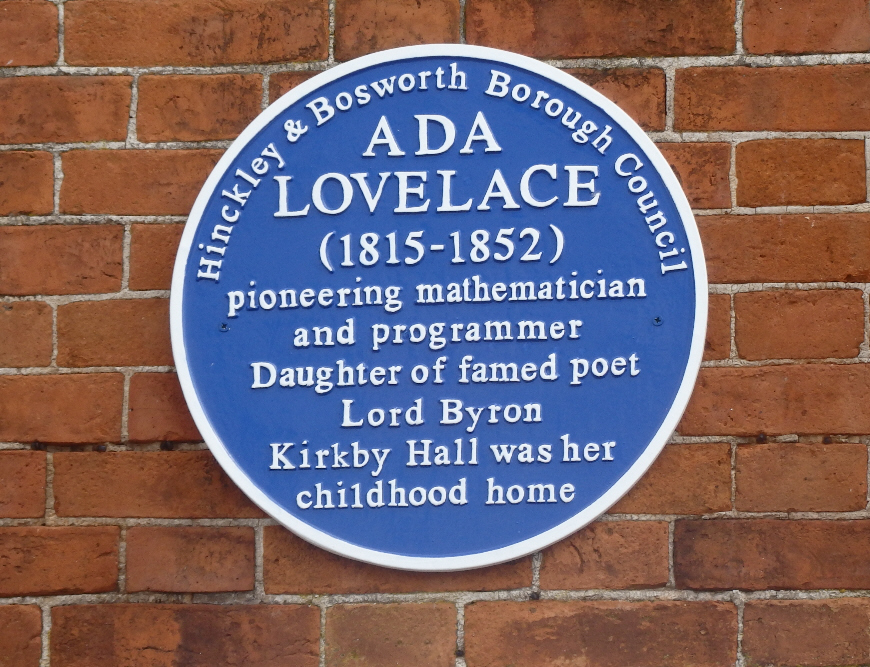 Hinckley & Bosworth Borough Council
ADA
LOVELACE
(1815-1852)
pioneering mathematician
and programmer
Daughter of famed poet
Lord Byron
Kirkby Hall was her
childhood home